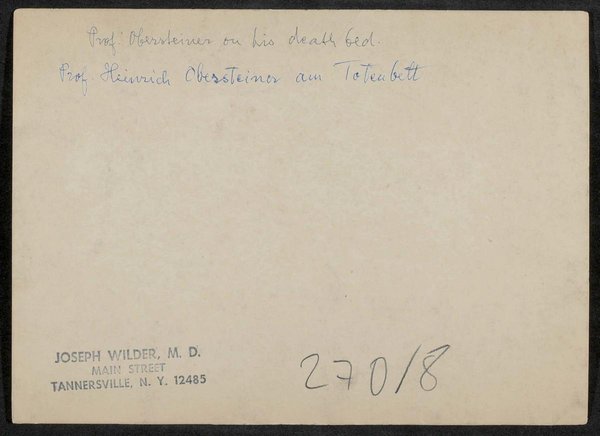 Prof. Obersteiner on his death bed.
Prof. Heinrich Obersteiner am Totenbett
JOSEPH WILDER, M. D.
MAIN STREET
TANNERSVILLE, N. Y. 12485
270/8